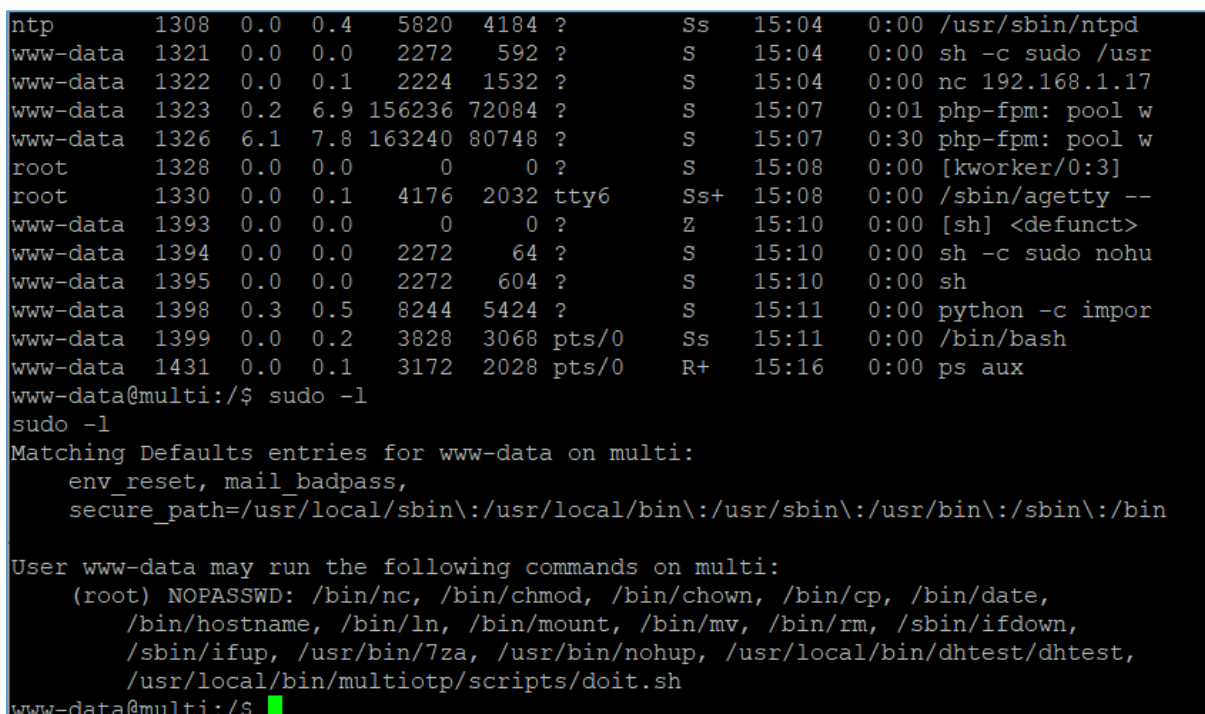 ntp 1308 0.0 0.4 5820 4184 ? Ss 15:04 0:00 /usr/sbin/ntpd
www-data 1321 0.0 0.0 2272 592 ? S 15:04 0:00 sh -c sudo /usr
www-data 1322 0.0 0.1 2224 1532 ? S 15:04 0:00 nc 192.168.1.17
www-data 1323 0.2 6.9 156236 72084 ? S 15:07 0:01 php-fpm: pool w
www-data 1326 6.1 7.8 163240 80748 ? S 15:07 0:30 php-fpm: pool w
root 1328 0.0 0.0 0 0 ? S 15:08 0:00 [kworker/0:3]
root 1330 0.0 0.1 4176 2032 tty6 Ss+ 15:08 0:00 /sbin/agetty --
www-data 1393 0.0 0.0 0 0 ? Z 15:10 0:00 [sh] <defunct>
www-data 1394 0.0 0.0 2272 64 ? S 15:10 0:00 sh -c sudo nohu
www-data 1395 0.0 0.0 2272 604 ? S 15:10 0:00 sh
www-data 1398 0.3 0.5 8244 5424 ? S 15:11 0:00 python -c impor
www-data 1399 0.0 0.2 3828 3068 pts/0 Ss 15:11 0:00 /bin/bash
www-data 1431 0.0 0.1 3172 2028 pts/0 R+ 15:16 0:00 ps aux
www-data@multi:/$ sudo -l
sudo -l
Matching Defaults entries for www-data on multi:
env_reset, mail_badpass,
secure_path=/usr/local/sbin\:/usr/local/bin\:/usr/sbin\:/usr/bin\:/sbin\:/bin
User www-data may run the following commands on multi:
(root) NOPASSWD: /bin/nc, /bin/chmod, /bin/chown, /bin/cp, /bin/date,
/bin/hostname, /bin/ln, /bin/mount, /bin/mv, /bin/rm, /sbin/ifdown,
/sbin/ifup, /usr/bin/7za, /usr/bin/nohup, /usr/local/bin/dhtest/dhtest,
/usr/local/bin/multiotp/scripts/doit.sh
www-data@multi:/$